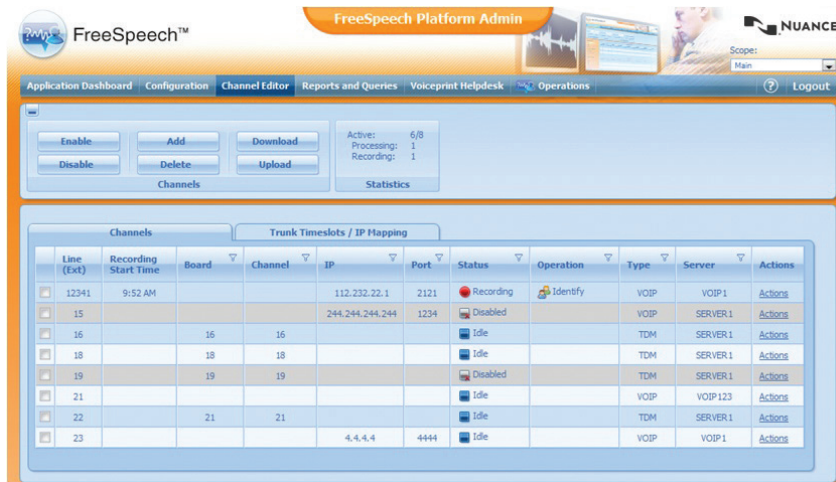 FreeSpeech™
FreeSpeech Platform Admin
NUANCE
Scope:
Main
Application Dashboard Configuration Channel Editor Reports and Queries Voiceprint Helpdesk Operations ? Logout
Enable Add Download
Disable Delete Upload
Channels
Active: 6/8
Processing: 1
Recording: 1
Statistics
Channels Trunk Timeslots / IP Mapping
Line (Ext) Recording Start Time Board Channel IP Port Status Operation Type Server Actions
12341 9:52 AM 112.232.22.1 2121 Recording Identify VOIP VOIP1 Actions
15 244.244.244.244 1234 Disabled VOIP SERVER1 Actions
16 16 16 Idle TDM SERVER1 Actions
18 18 18 Idle TDM SERVER1 Actions
19 19 19 Disabled TDM SERVER1 Actions
21 Idle VOIP VOIP123 Actions
22 21 21 Idle TDM SERVER1 Actions
23 4.4.4.4 4444 Idle VOIP VOIP1 Actions